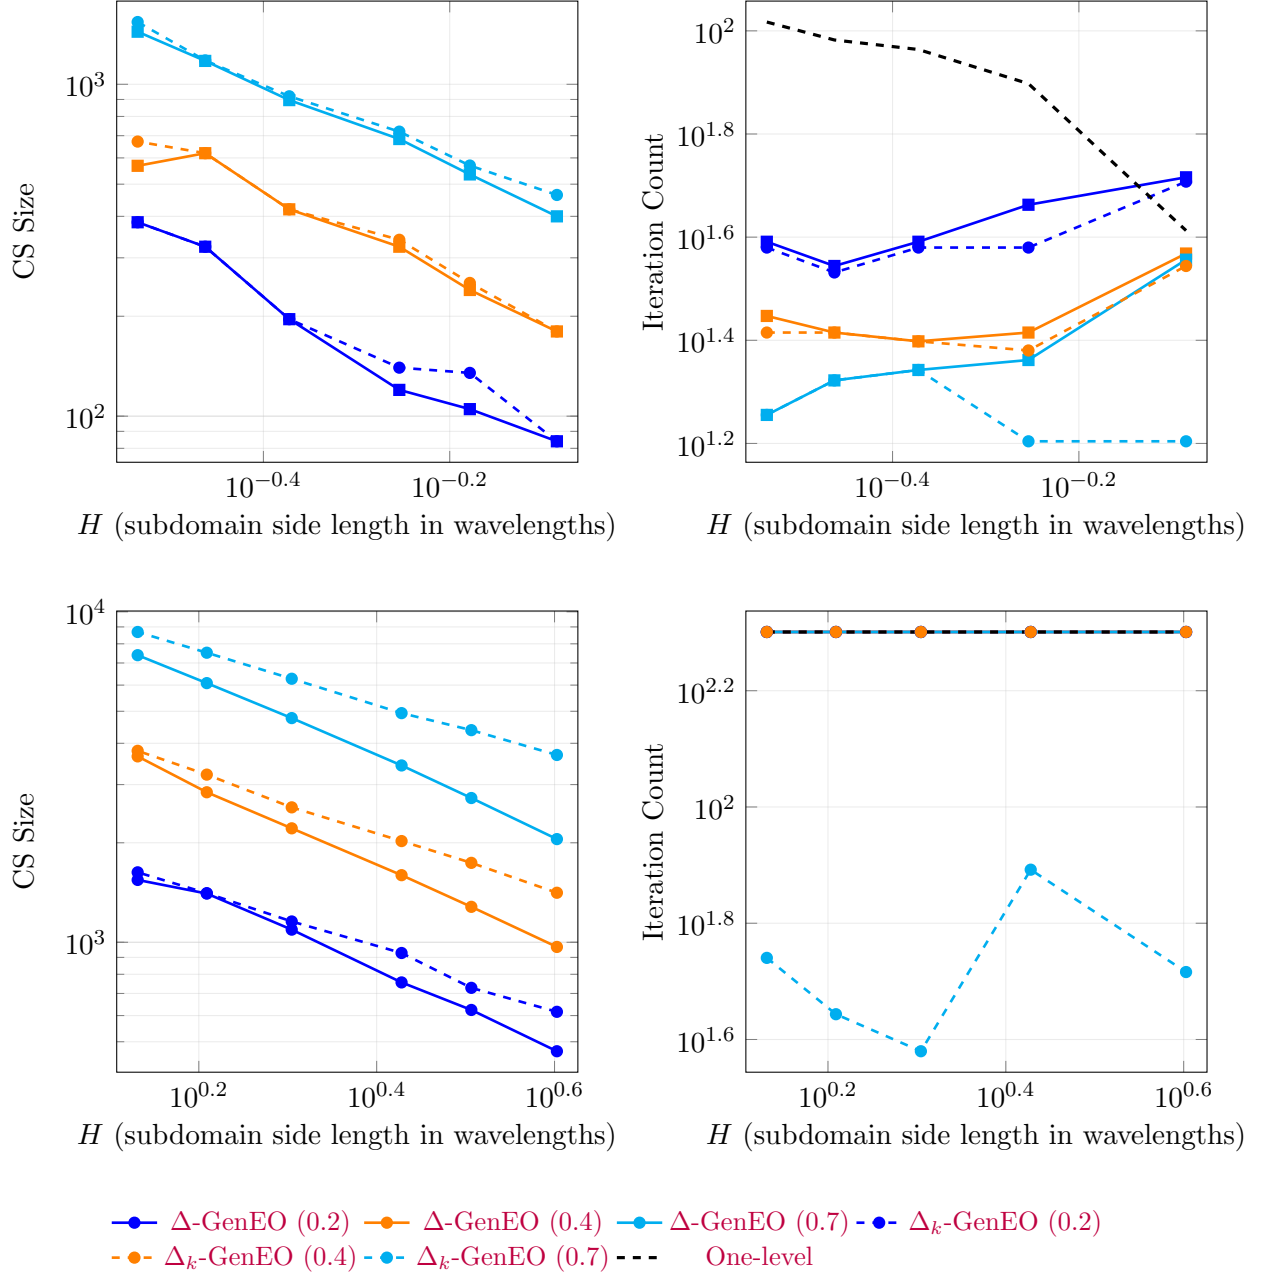 10^3
10^2
CS Size
10^{-0.4} 10^{-0.2}
H (subdomain side length in wavelengths)
10^2
10^{1.8}
10^{1.6}
10^{1.4}
10^{1.2}
Iteration Count
10^{-0.4} 10^{-0.2}
H (subdomain side length in wavelengths)
10^4
10^3
CS Size
10^{0.2} 10^{0.4} 10^{0.6}
H (subdomain side length in wavelengths)
10^{2.2}
10^2
10^{1.8}
10^{1.6}
Iteration Count
10^{0.2} 10^{0.4} 10^{0.6}
H (subdomain side length in wavelengths)
Δ-GenEO (0.2) Δ-GenEO (0.4) Δ-GenEO (0.7) Δ_k-GenEO (0.2)
Δ_k-GenEO (0.4) Δ_k-GenEO (0.7) One-level